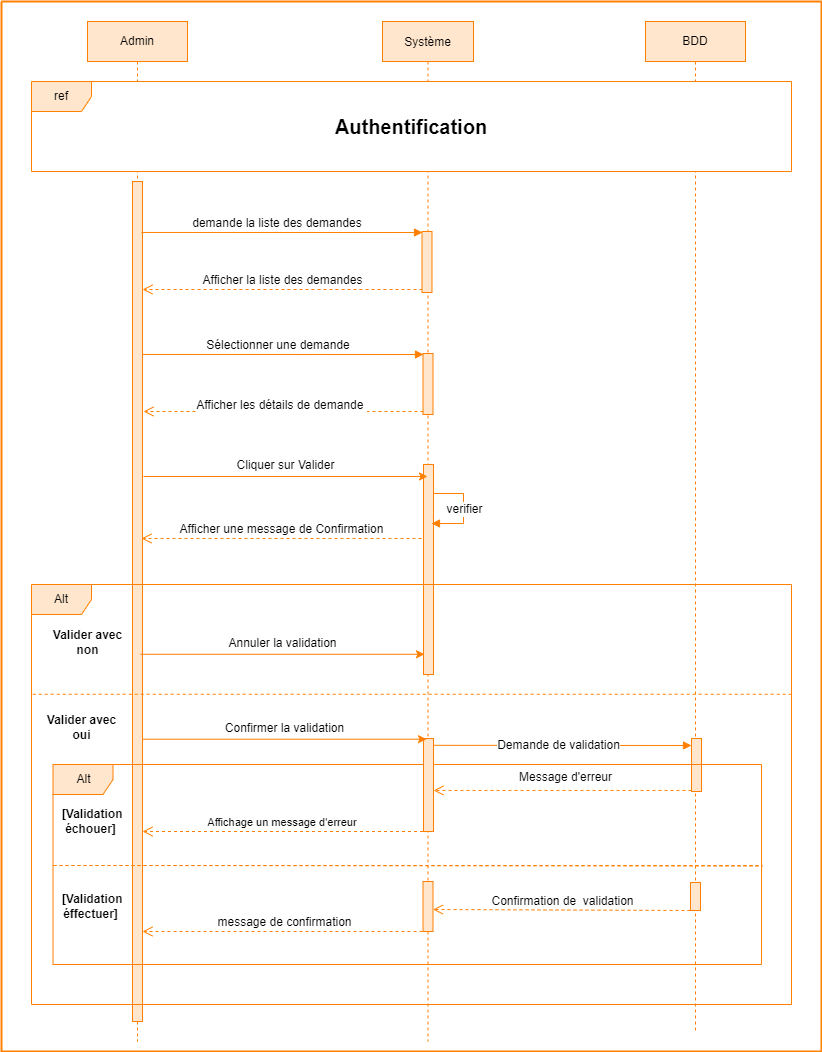 Admin
Système
BDD
ref
Authentification
demande la liste des demandes
Afficher la liste des demandes
Sélectionner une demande
Afficher les détails de demande
Cliquer sur Valider
verifier
Afficher une message de Confirmation
Alt
Valider avec
non
Annuler la validation
Valider avec
oui
Confirmer la validation
Demande de validation
Alt
Message d'erreur
[Validation
échouer]
Affichage un message d'erreur
[Validation
éffectuer]
Confirmation de  validation
message de confirmation